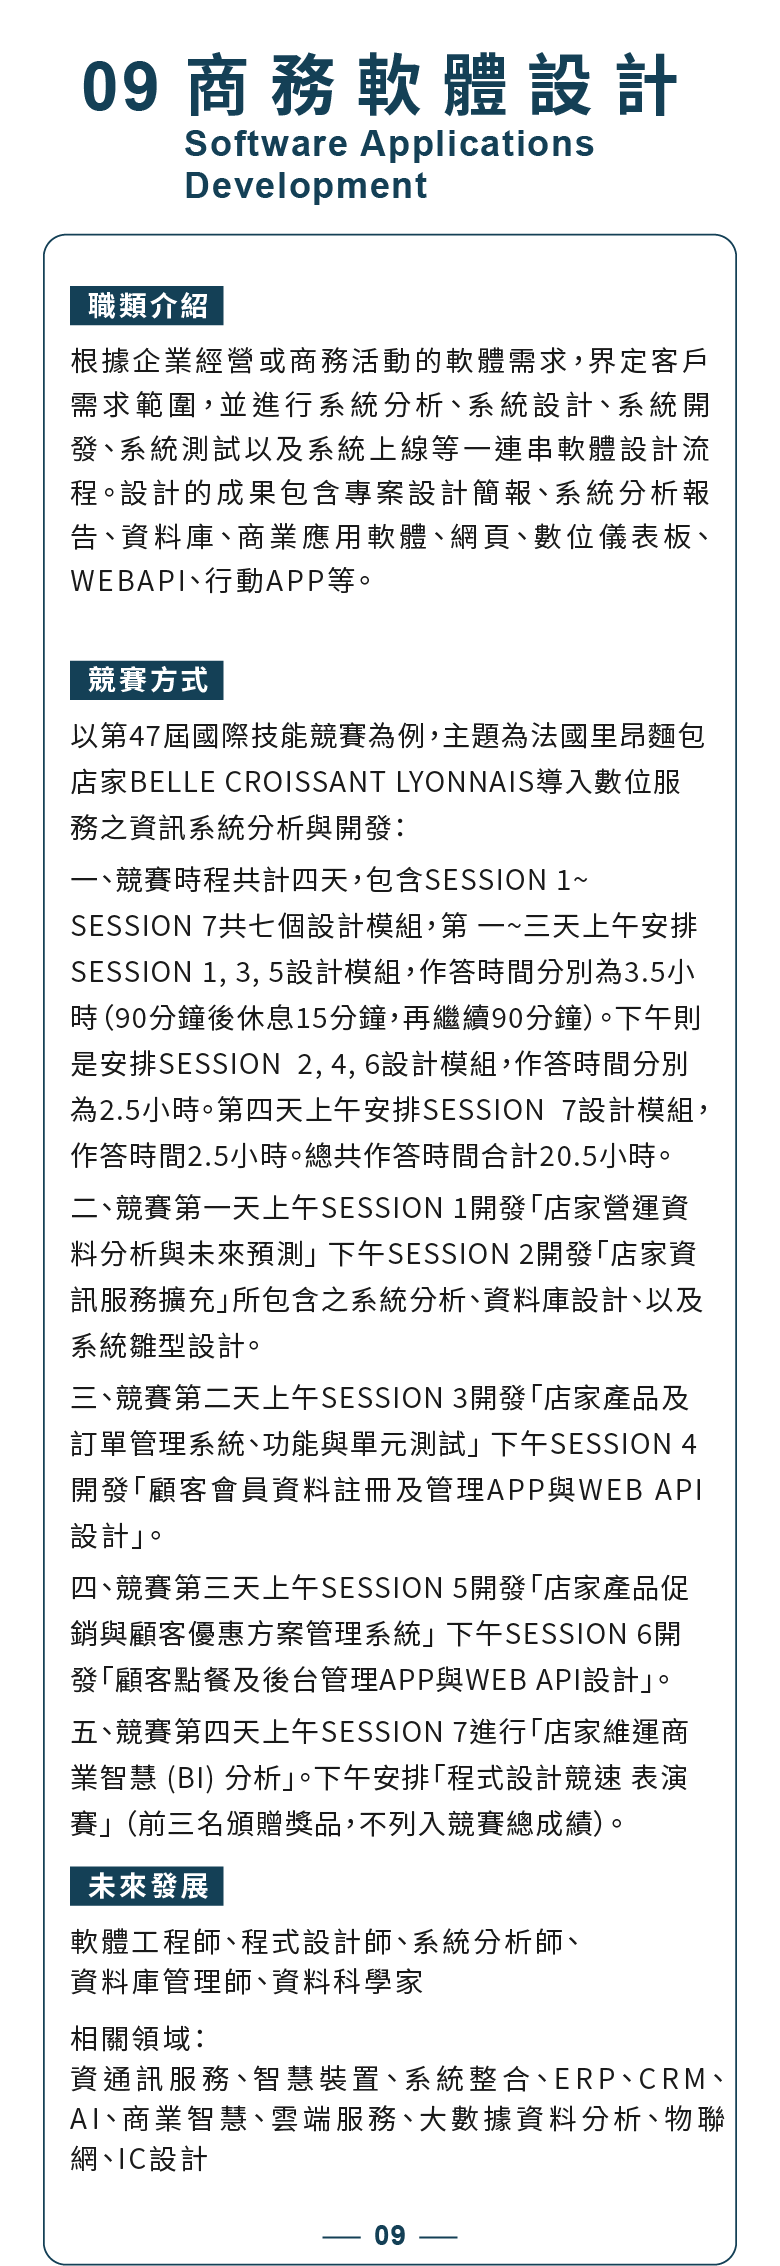 09 商務軟體設計
Software Applications
Development
職類介紹
根據企業經營或商務活動的軟體需求，界定客戶
需求範圍，並進行系統分析、系統設計、系統開
發、系統測試以及系統上線等一連串軟體設計流
程。設計的成果包含專案設計簡報、系統分析報
告、資料庫、商業應用軟體、網頁、數位儀表板、
WEBAPI、行動APP等。
競賽方式
以第47屆國際技能競賽為例，主題為法國里昂麵包
店家BELLE CROISSANT LYONNAIS導入數位服
務之資訊系統分析與開發：
一、競賽時程共計四天，包含SESSION 1~
SESSION 7共七個設計模組，第 一~三天上午安排
SESSION 1, 3, 5設計模組，作答時間分別為3.5小
時（90分鐘後休息15分鐘，再繼續90分鐘）。下午則
是安排SESSION  2, 4, 6設計模組，作答時間分別
為2.5小時。第四天上午安排SESSION  7設計模組，
作答時間2.5小時。總共作答時間合計20.5小時。
二、競賽第一天上午SESSION 1開發「店家營運資
料分析與未來預測」 下午SESSION 2開發「店家資
訊服務擴充」所包含之系統分析、資料庫設計、以及
系統雛型設計。
三、競賽第二天上午SESSION 3開發「店家產品及
訂單管理系統、功能與單元測試」 下午SESSION 4
開發「顧客會員資料註冊及管理APP與WEB API
設計」。
四、競賽第三天上午SESSION 5開發「店家產品促
銷與顧客優惠方案管理系統」 下午SESSION 6開
發「顧客點餐及後台管理APP與WEB API設計」。
五、競賽第四天上午SESSION 7進行「店家維運商
業智慧 (BI) 分析」。下午安排「程式設計競速 表演
賽」（前三名頒贈獎品，不列入競賽總成績）。
未來發展
軟體工程師、程式設計師、系統分析師、
資料庫管理師、資料科學家
相關領域：
資通訊服務、智慧裝置、系統整合、ERP、CRM、
AI、商業智慧、雲端服務、大數據資料分析、物聯
網、IC設計
09